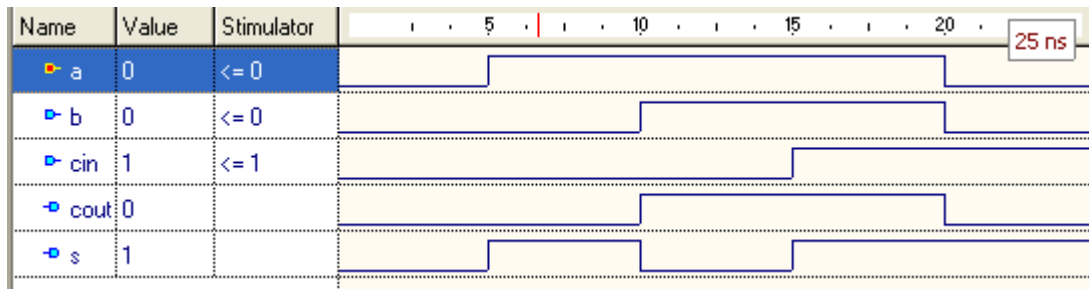 Name Value Stimulator 5 10 15 20
25 ns
a 0 <= 0
b 0 <= 0
cin 1 <= 1
cout 0
s 1